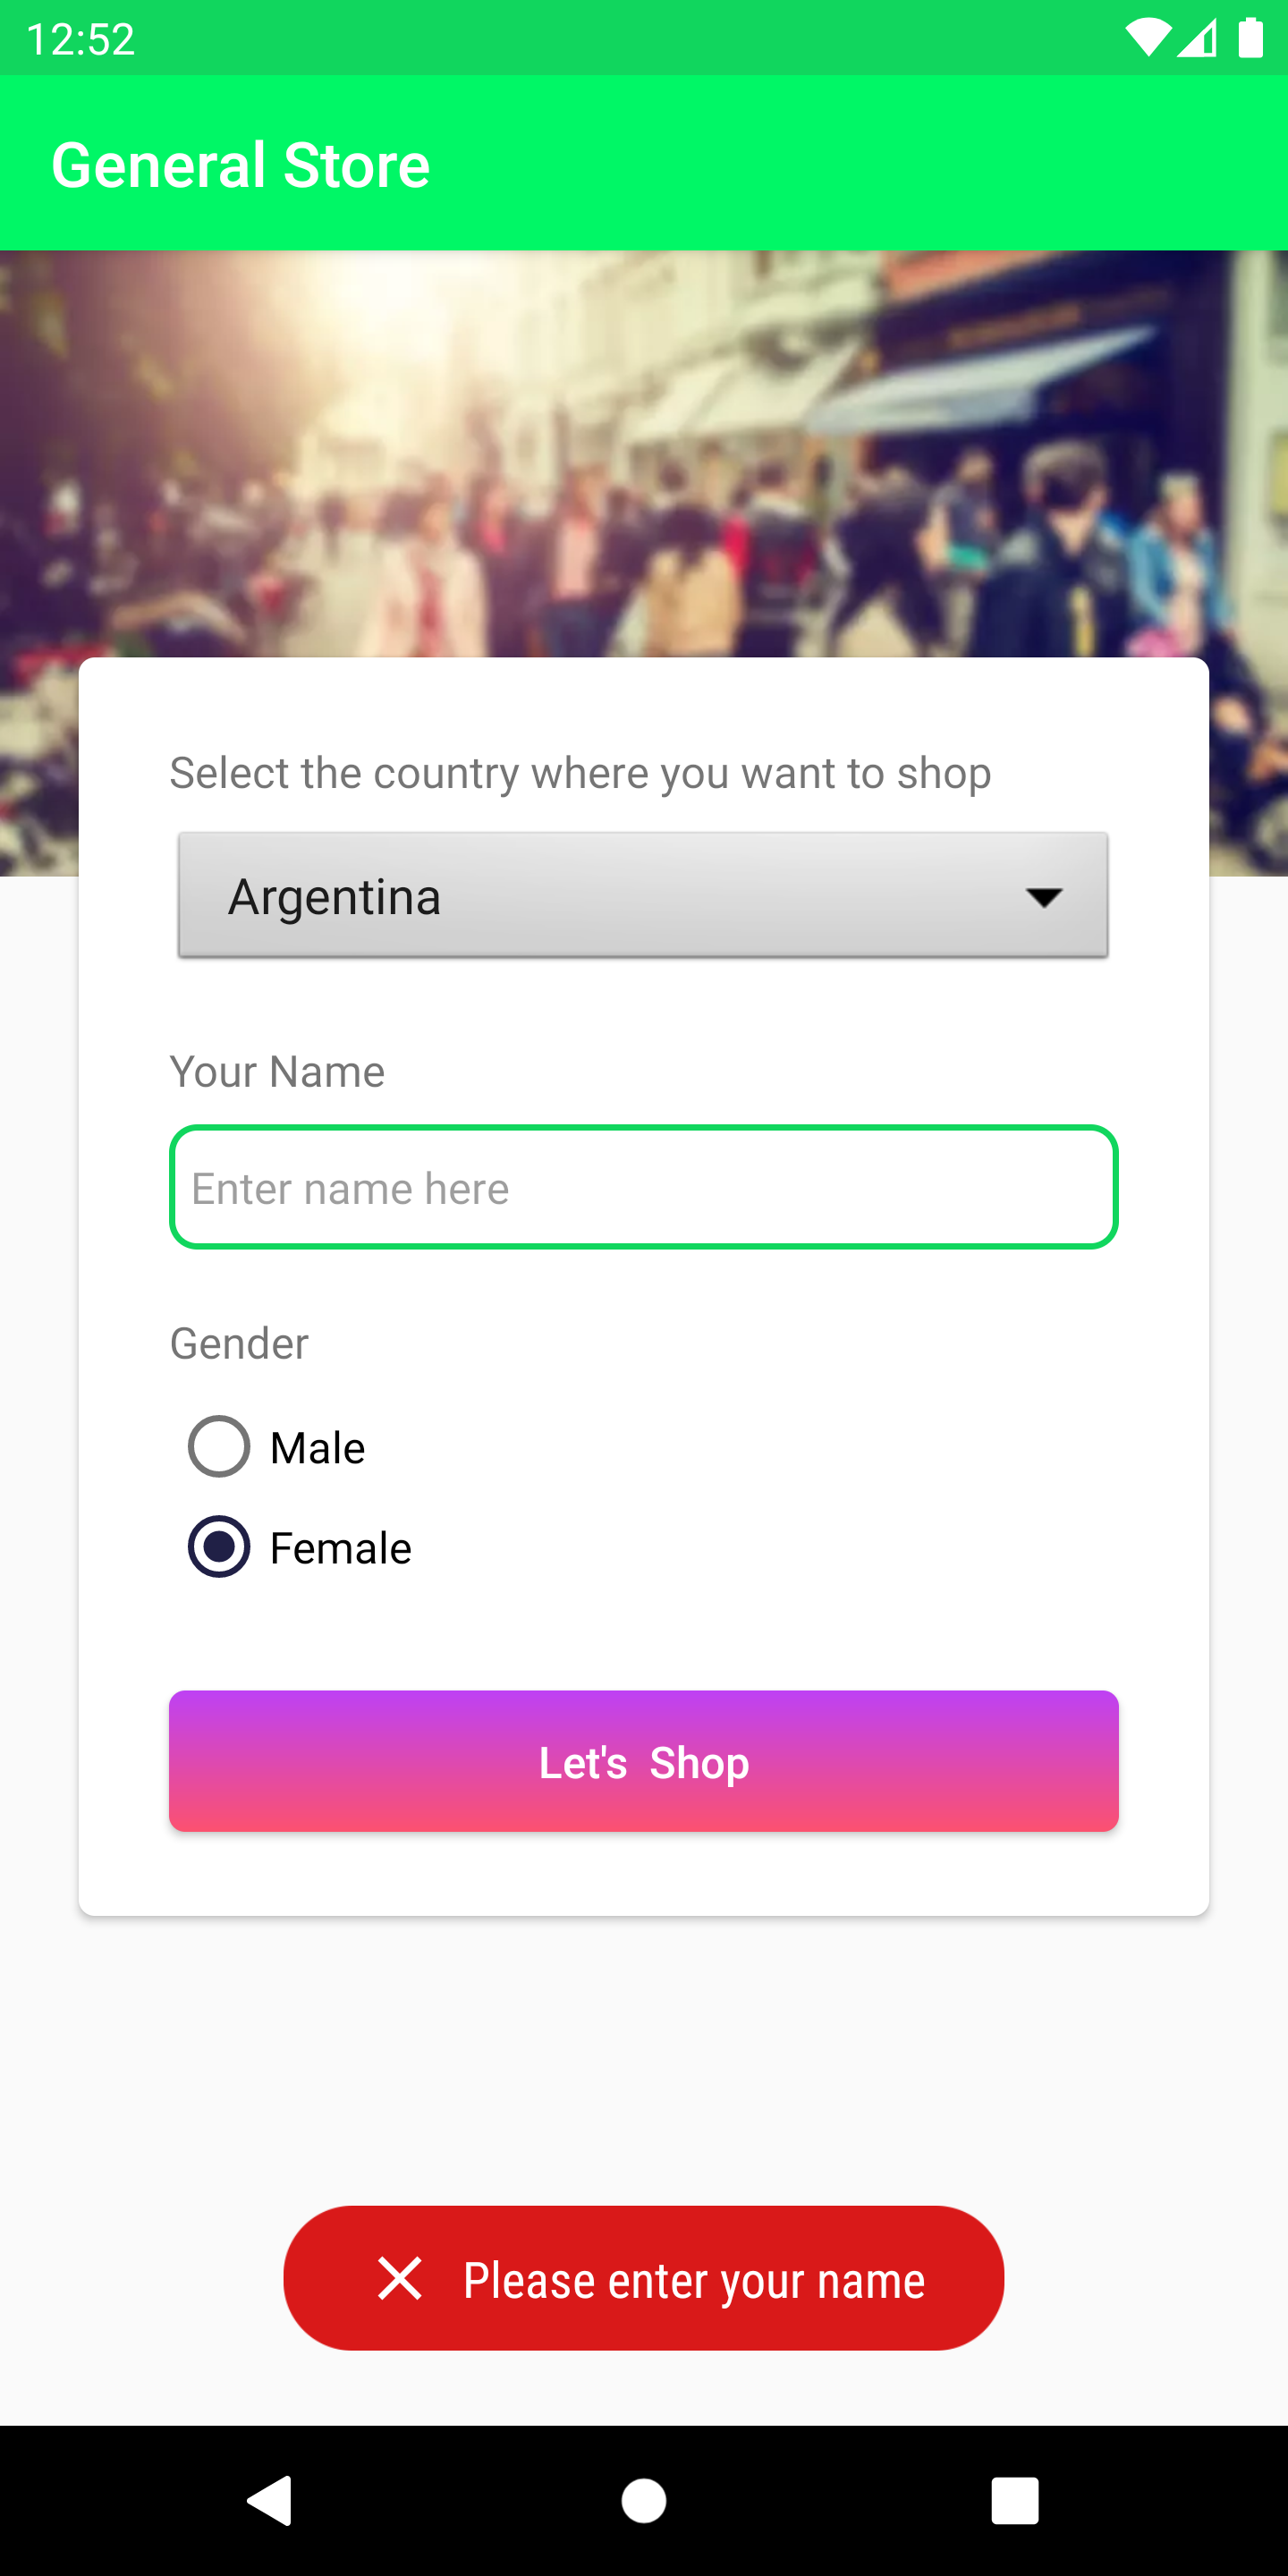 12:52
General Store
Select the country where you want to shop
Argentina
Your Name
Enter name here
Gender
Male
Female
Let's  Shop
Please enter your name